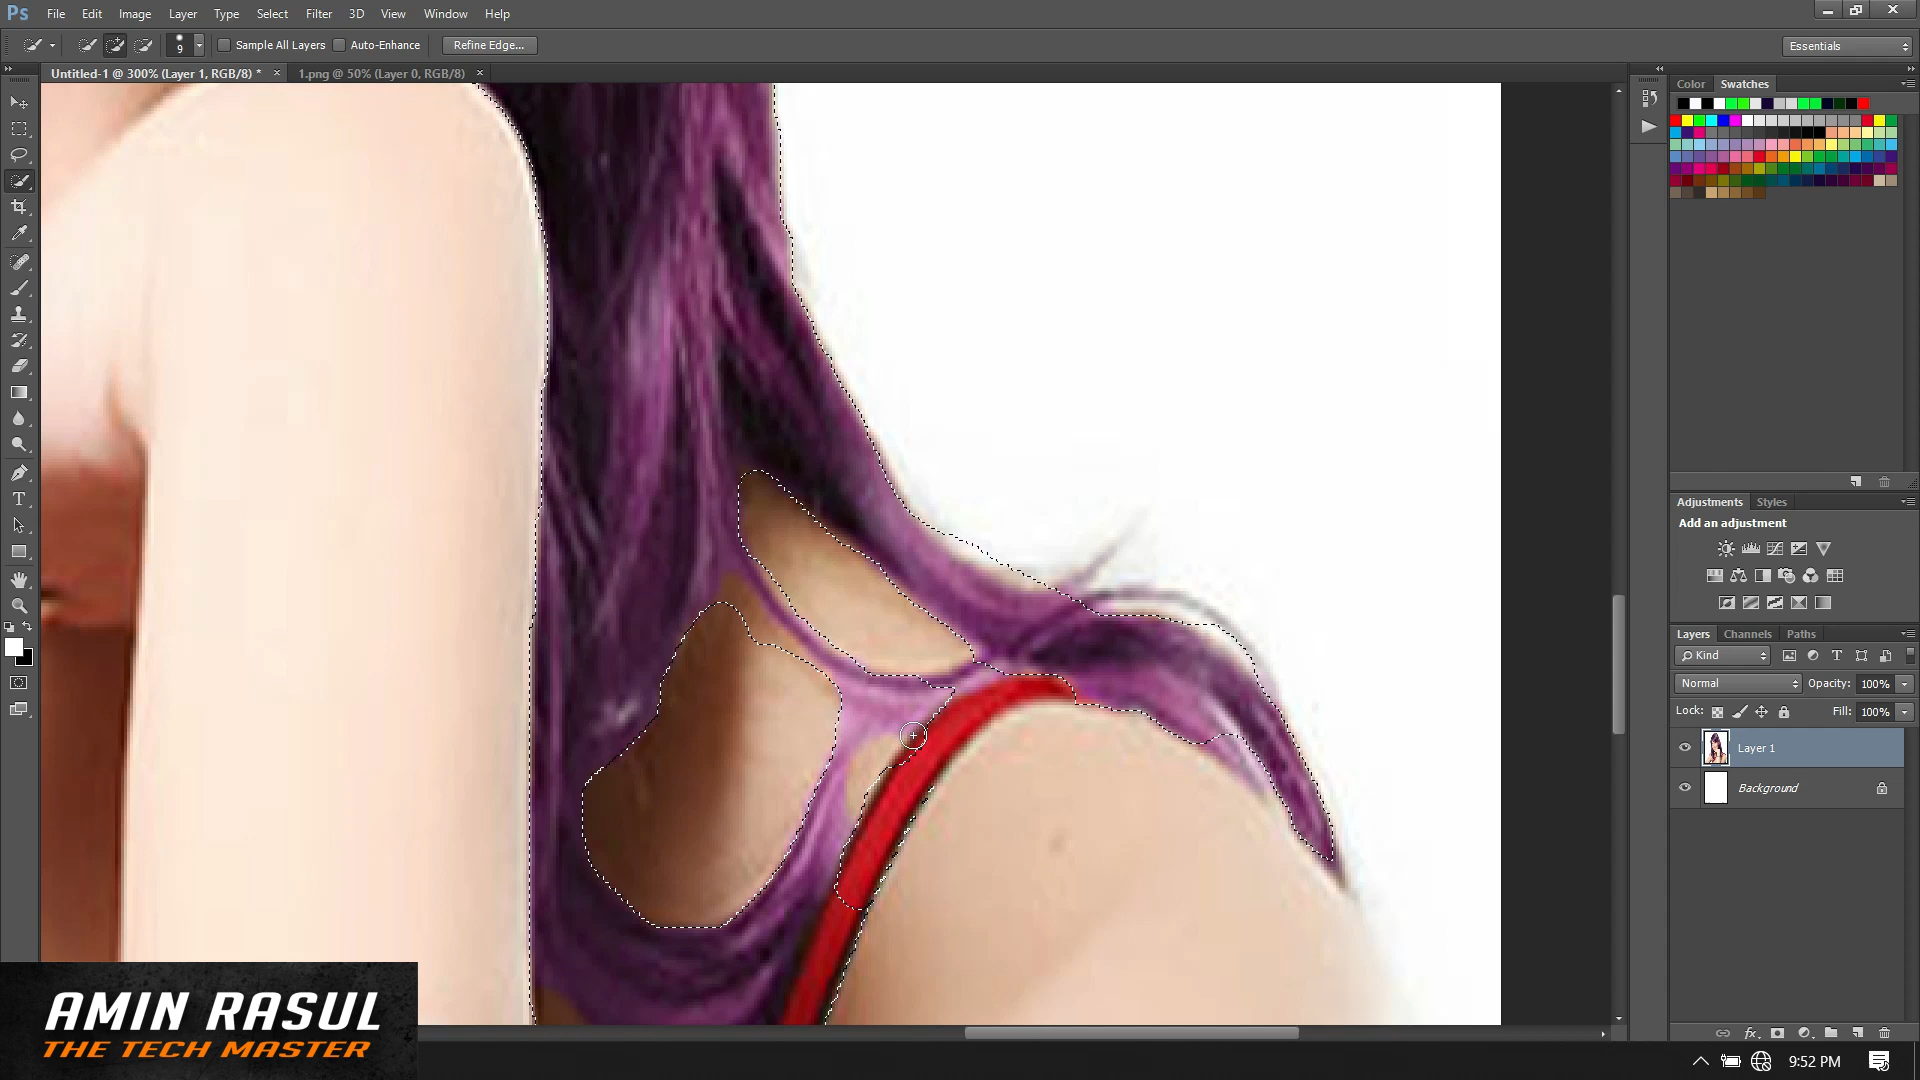 Ps File Edit Image Layer Type Select Filter 3D View Window Help
9 Sample All Layers Auto-Enhance Refine Edge... Essentials
Untitled-1 @ 300% (Layer 1, RGB/8) * × 1.png @ 50% (Layer 0, RGB/8) ×
Color Swatches
Adjustments Styles
Add an adjustment
Layers Channels Paths
Kind
Normal Opacity: 100%
Lock: Fill: 100%
Layer 1
Background
AMIN RASUL
THE TECH MASTER
9:52 PM